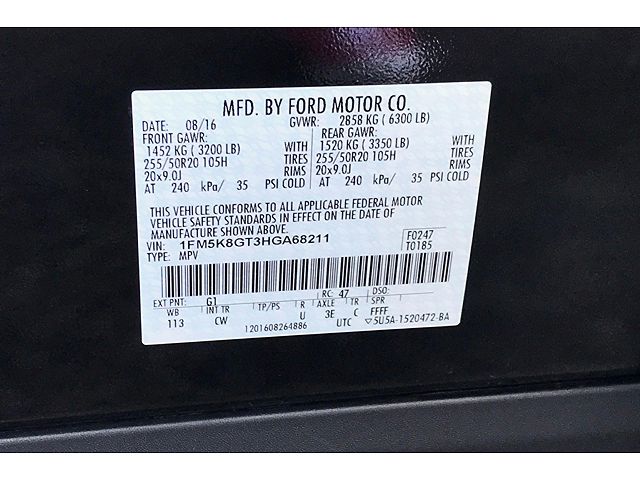 MFD. BY FORD MOTOR CO.
DATE: 08/16 GVWR: 2858 KG ( 6300 LB)
FRONT GAWR: REAR GAWR:
1452 KG ( 3200 LB) WITH 1520 KG ( 3350 LB) WITH
255/50R20 105H TIRES 255/50R20 105H TIRES
20x9.0J RIMS 20x9.0J RIMS
AT 240 kPa/ 35 PSI COLD AT 240 kPa/ 35 PSI COLD
THIS VEHICLE CONFORMS TO ALL APPLICABLE FEDERAL MOTOR
VEHICLE SAFETY STANDARDS IN EFFECT ON THE DATE OF
MANUFACTURE SHOWN ABOVE.
VIN: 1FM5K8GT3HGA68211 F0247
TYPE: MPV T0185
EXT PNT: G1 RC: 47 DSO:
WB INT TR TP/PS R AXLE TR SPR
113 CW U 3E C FFFF
1201608264886 UTC ▽5U5A-1520472-BA